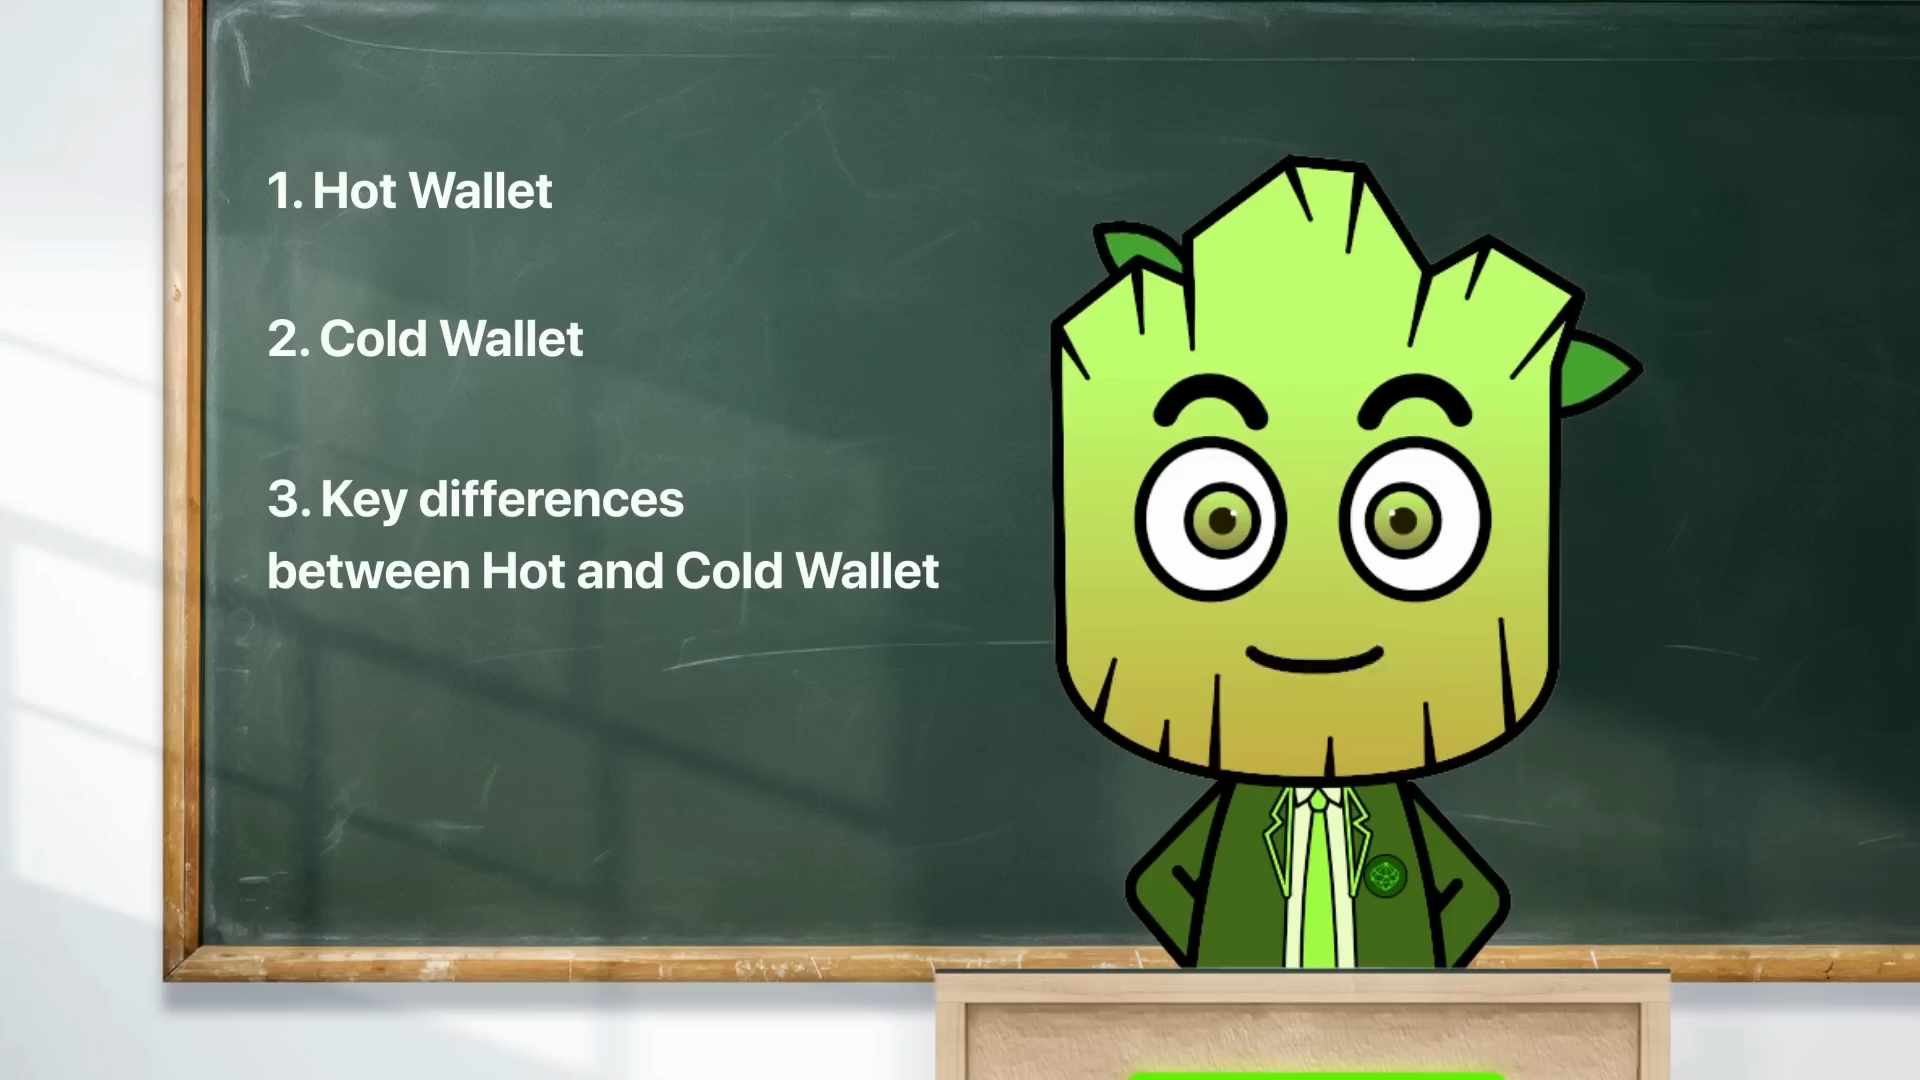 1. Hot Wallet
2. Cold Wallet
3. Key differences
between Hot and Cold Wallet